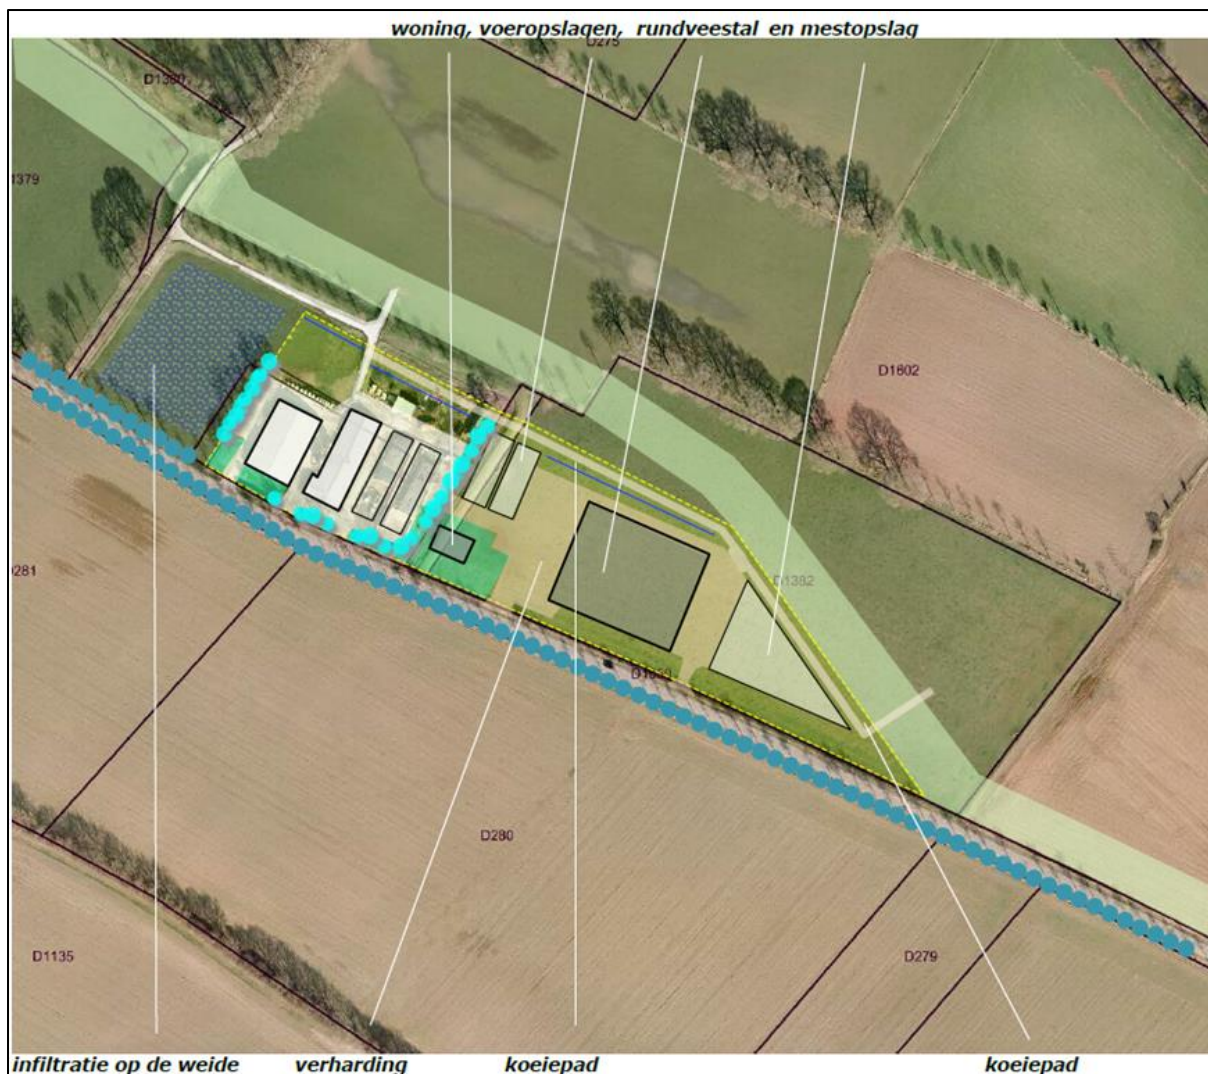 woning, voeropslagen, rundveestal en mestopslag
D275
D1380
1379
D1602
D1382
D281
D280
D1135
D279
infiltratie op de weide verharding koeiepad koeiepad